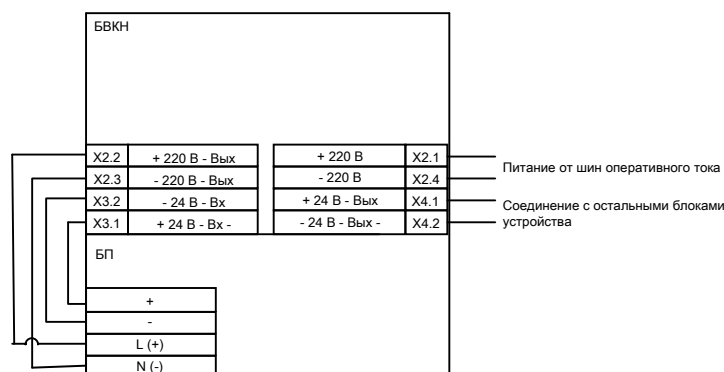 БВКН
X2.2 + 220 В - Вых + 220 В X2.1
X2.3 - 220 В - Вых - 220 В X2.4
Питание от шин оперативного тока
X3.2 - 24 В - Вх + 24 В - Вых X4.1
X3.1 + 24 В - Вх - - 24 В - Вых - X4.2
Соединение с остальными блоками
устройства
БП
+
-
L (+)
N (-)